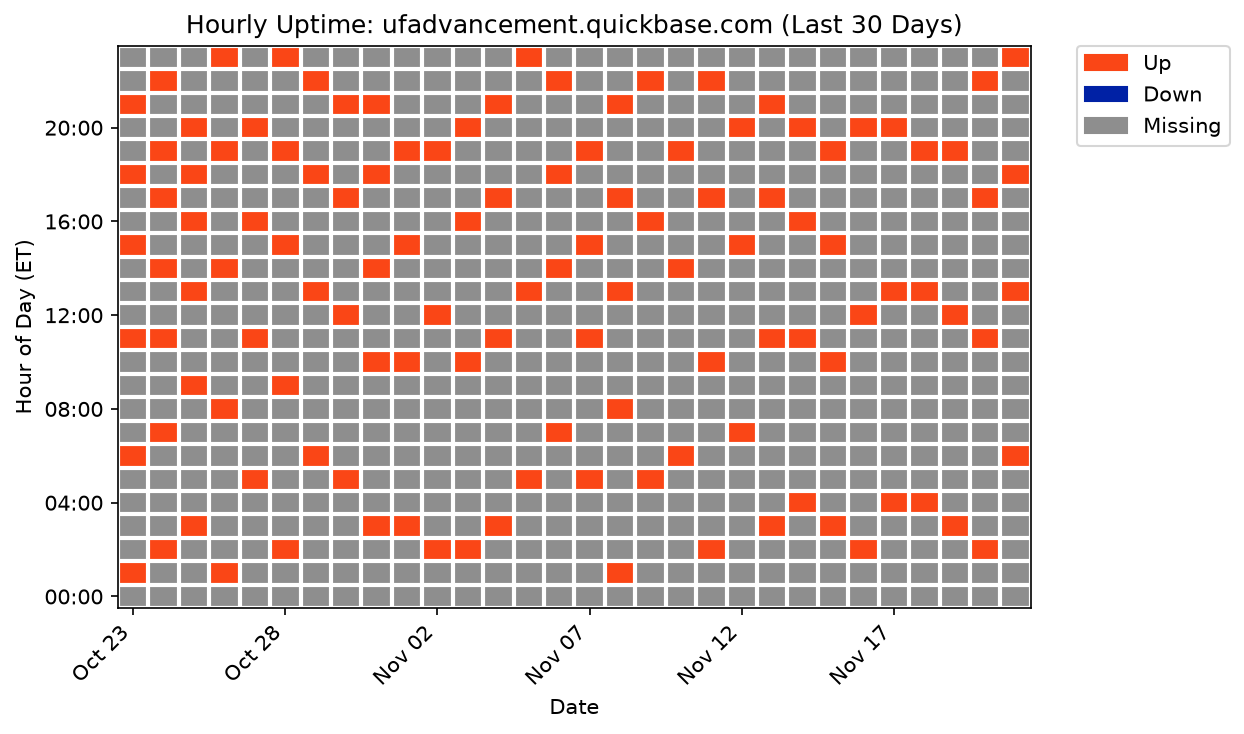 Hourly Uptime: ufadvancement.quickbase.com (Last 30 Days)
Up
Down
Missing
Hour of Day (ET)
20:00
16:00
12:00
08:00
04:00
00:00
Oct 23
Oct 28
Nov 02
Nov 07
Nov 12
Nov 17
Date